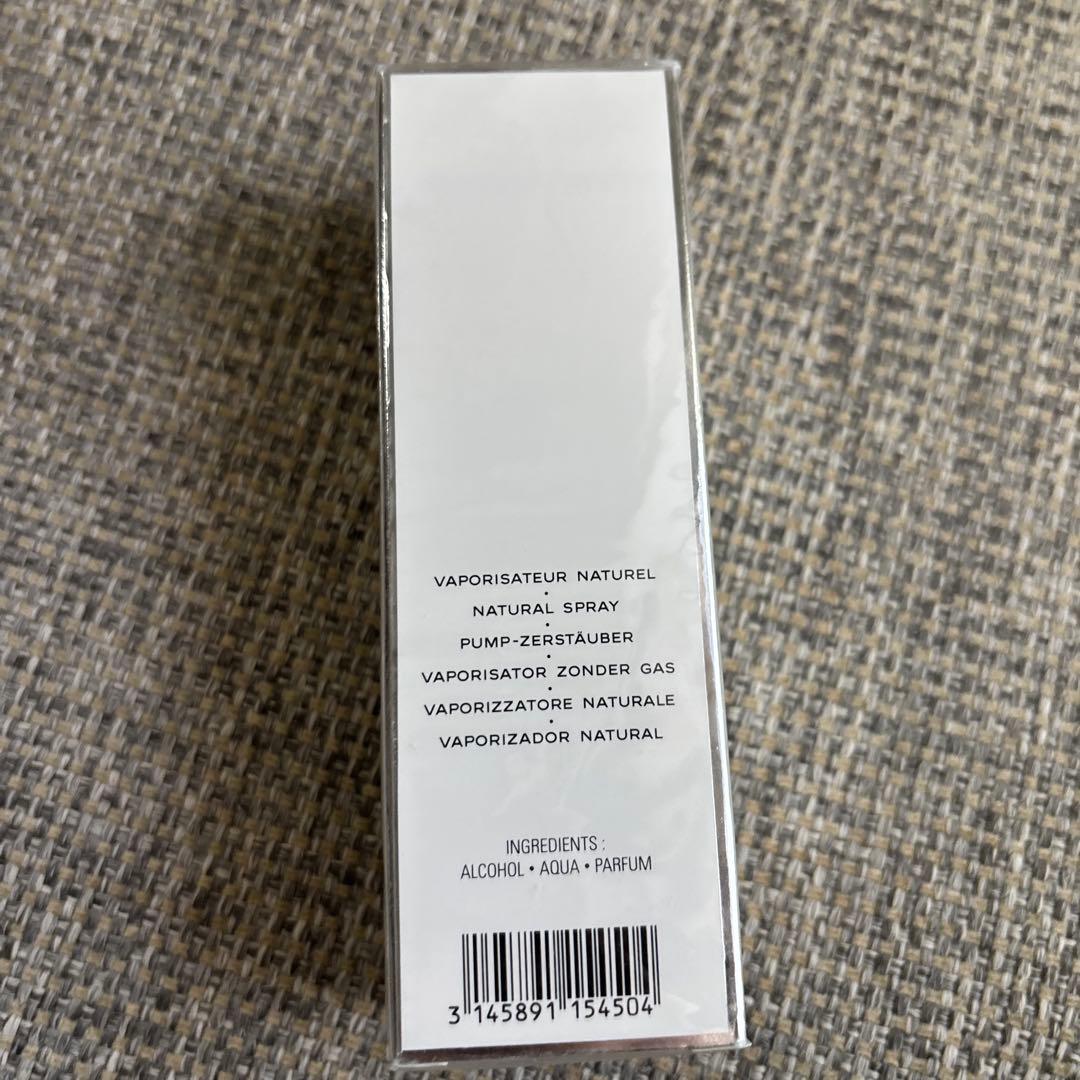 VAPORISATEUR NATUREL
•
NATURAL SPRAY
•
PUMP-ZERSTÄUBER
•
VAPORISATOR ZONDER GAS
•
VAPORIZZATORE NATURALE
•
VAPORIZADOR NATURAL
INGREDIENTS :
ALCOHOL • AQUA • PARFUM
3 145891 154504